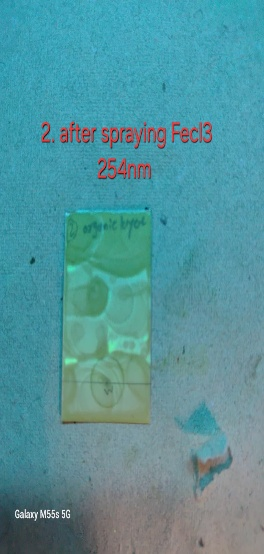 2. after spraying Fecl3
254nm
2) organic layer
Galaxy M55s 5G